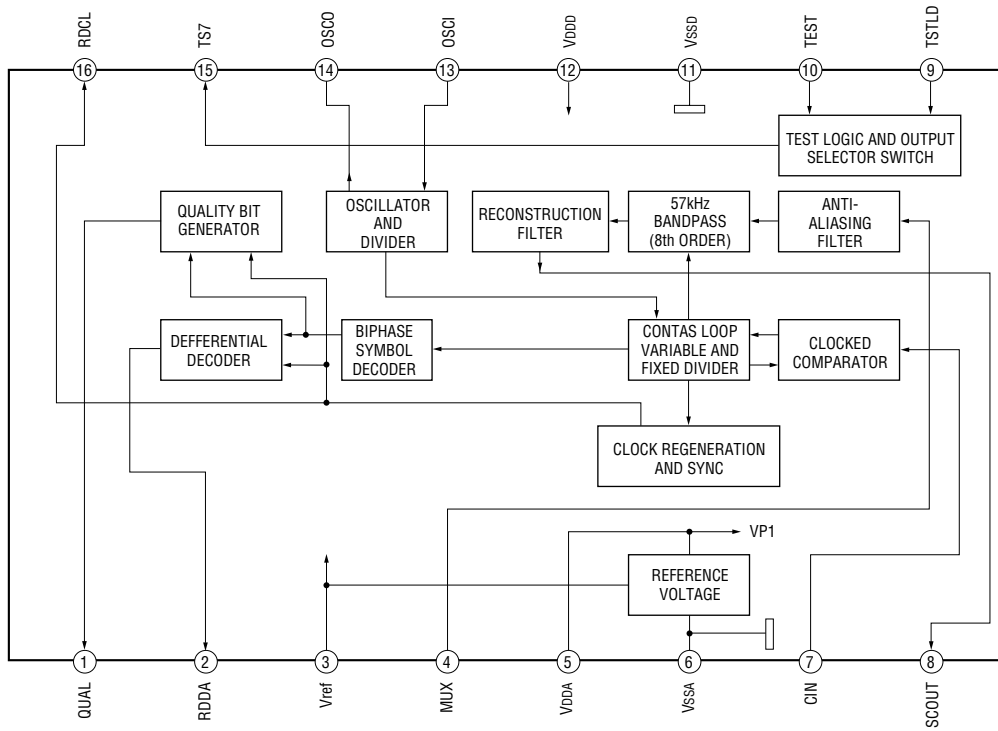 RDCL
TS7
OSCO
OSCI
VDDD
VSSD
TEST
TSTLD
16
15
14
13
12
11
10
9
TEST LOGIC AND OUTPUT
SELECTOR SWITCH
QUALITY BIT
GENERATOR
OSCILLATOR
AND
DIVIDER
RECONSTRUCTION
FILTER
57kHz
BANDPASS
(8th ORDER)
ANTI-
ALIASING
FILTER
DEFFERENTIAL
DECODER
BIPHASE
SYMBOL
DECODER
CONTAS LOOP
VARIABLE AND
FIXED DIVIDER
CLOCKED
COMPARATOR
CLOCK REGENERATION
AND SYNC
VP1
REFERENCE
VOLTAGE
1
2
3
4
5
6
7
8
QUAL
RDDA
Vref
MUX
VDDA
VSSA
CIN
SCOUT